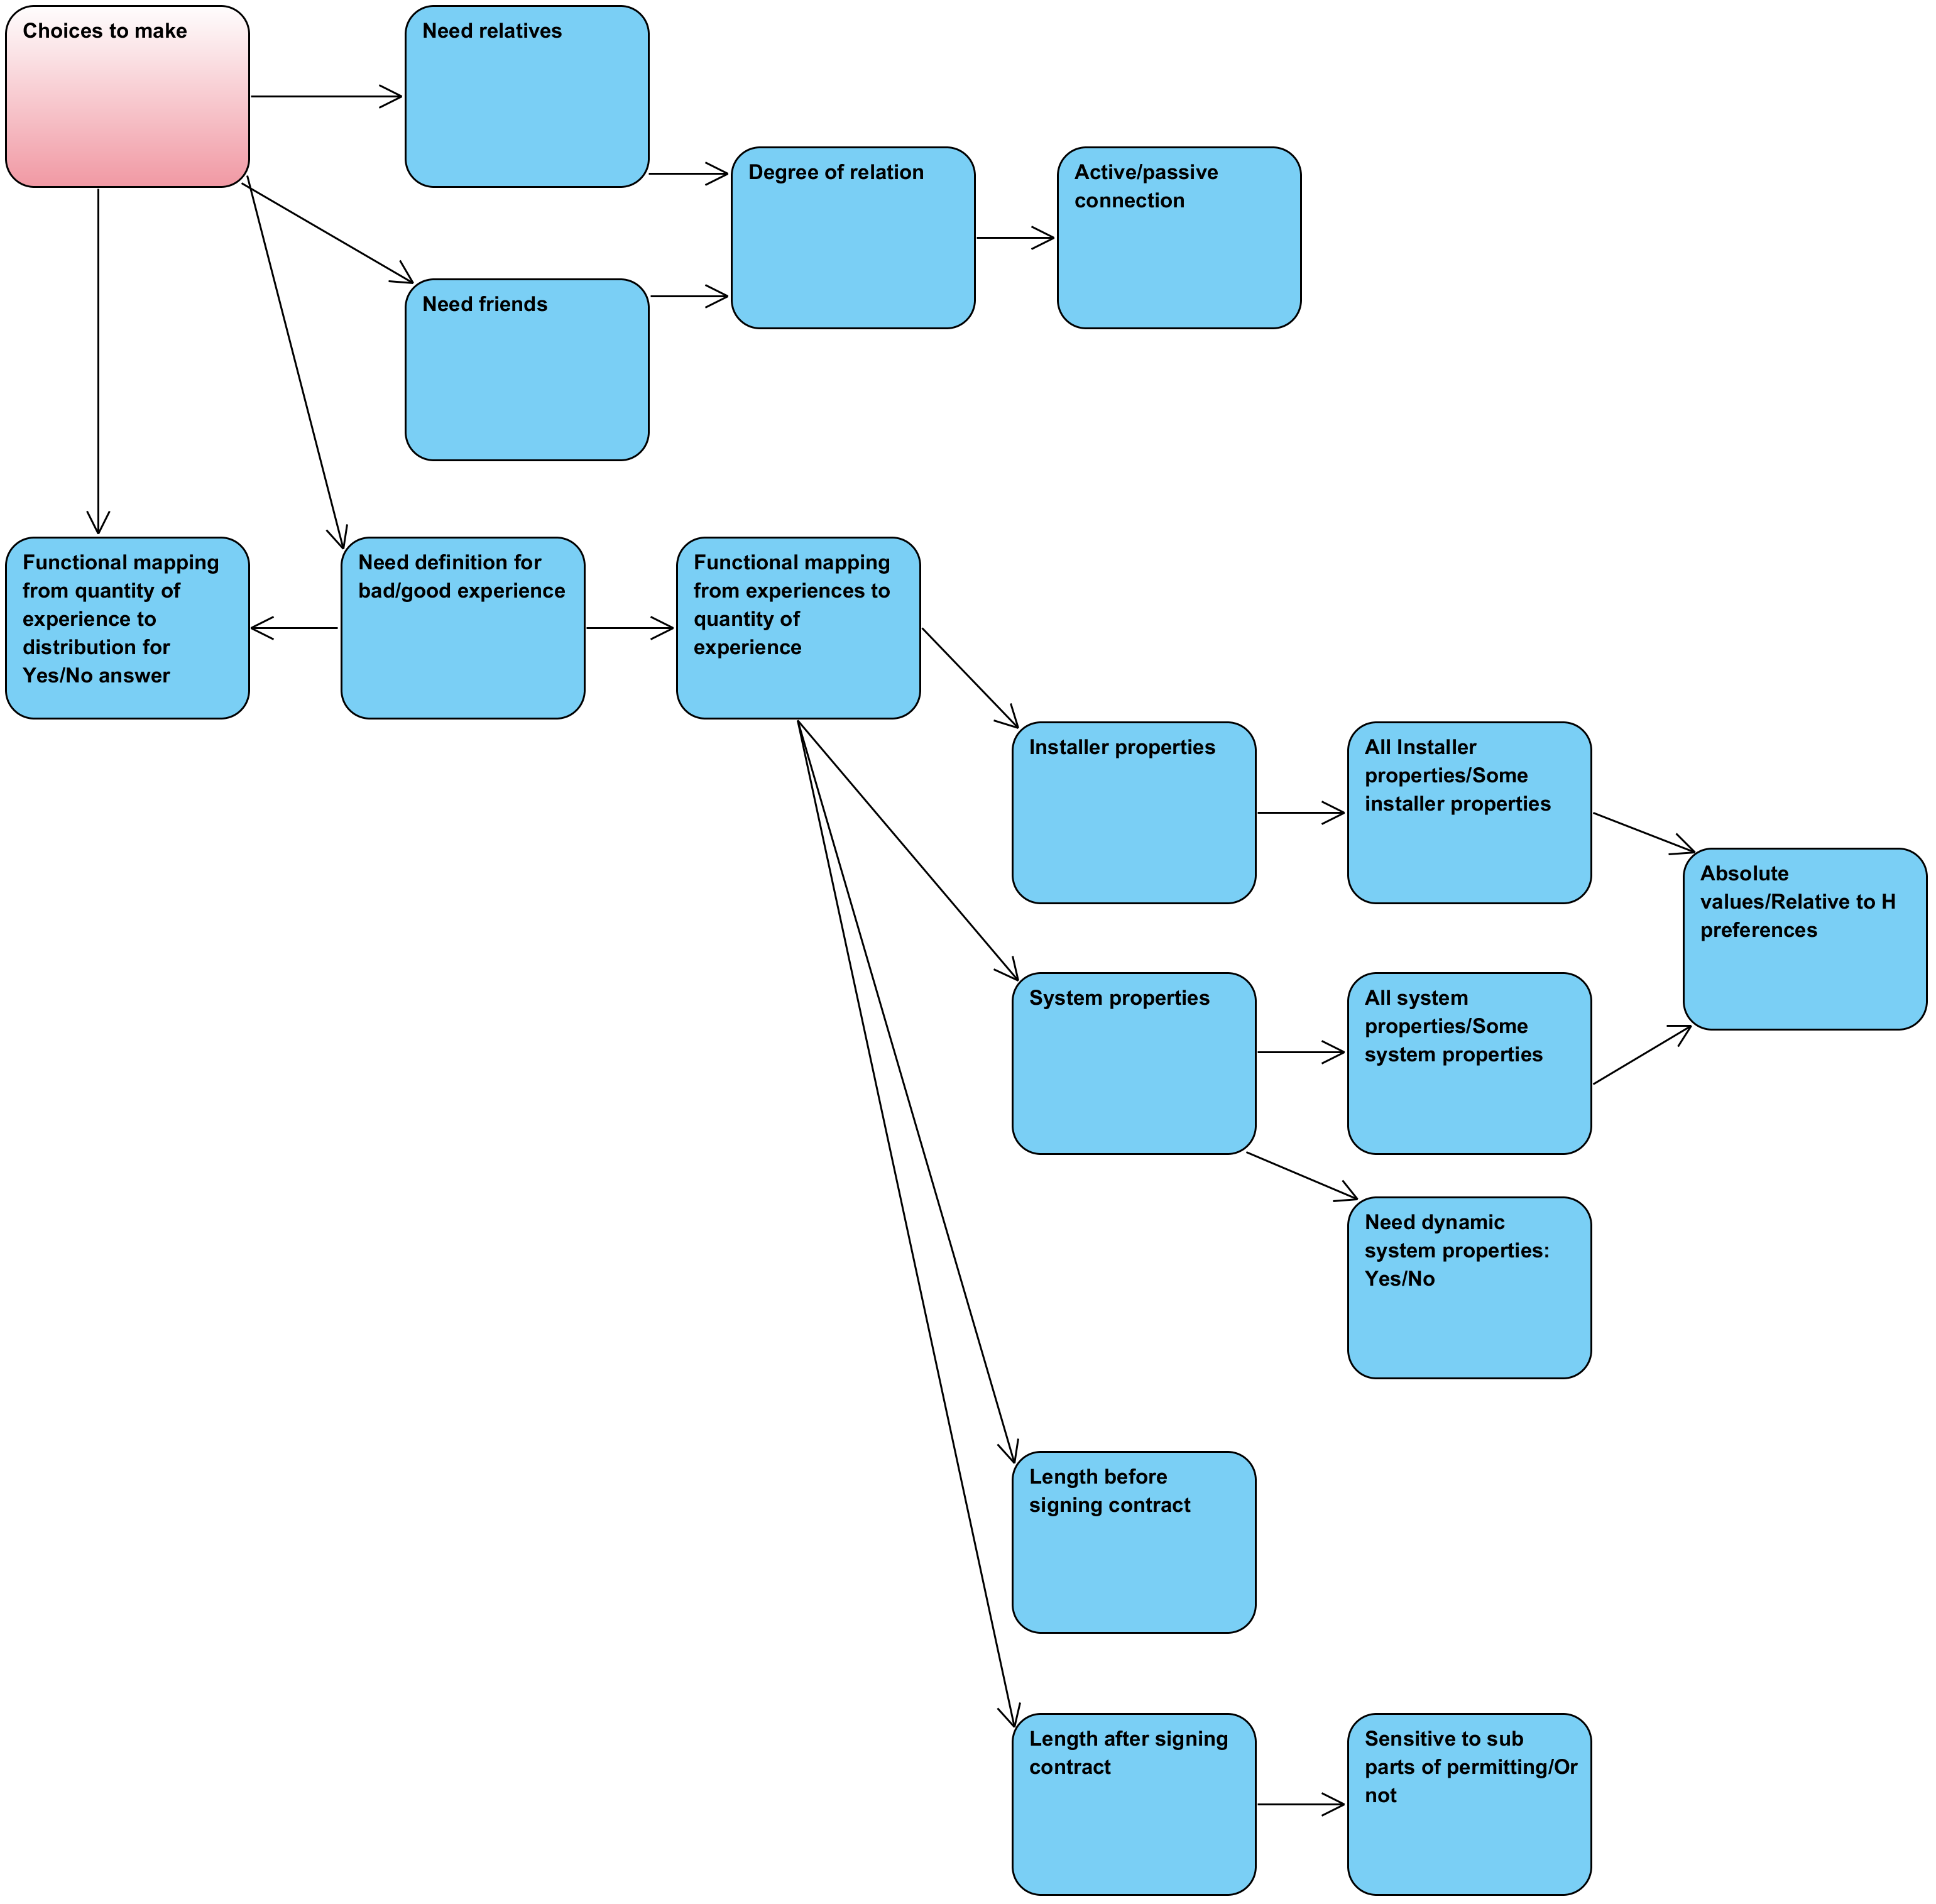 Choices to make
Need relatives
Degree of relation
Active/passive
connection
Need friends
Functional mapping
from quantity of
experience to
distribution for
Yes/No answer
Need definition for
bad/good experience
Functional mapping
from experiences to
quantity of
experience
Installer properties
All Installer
properties/Some
installer properties
Absolute
values/Relative to H
preferences
System properties
All system
properties/Some
system properties
Need dynamic
system properties:
Yes/No
Length before
signing contract
Length after signing
contract
Sensitive to sub
parts of permitting/Or
not